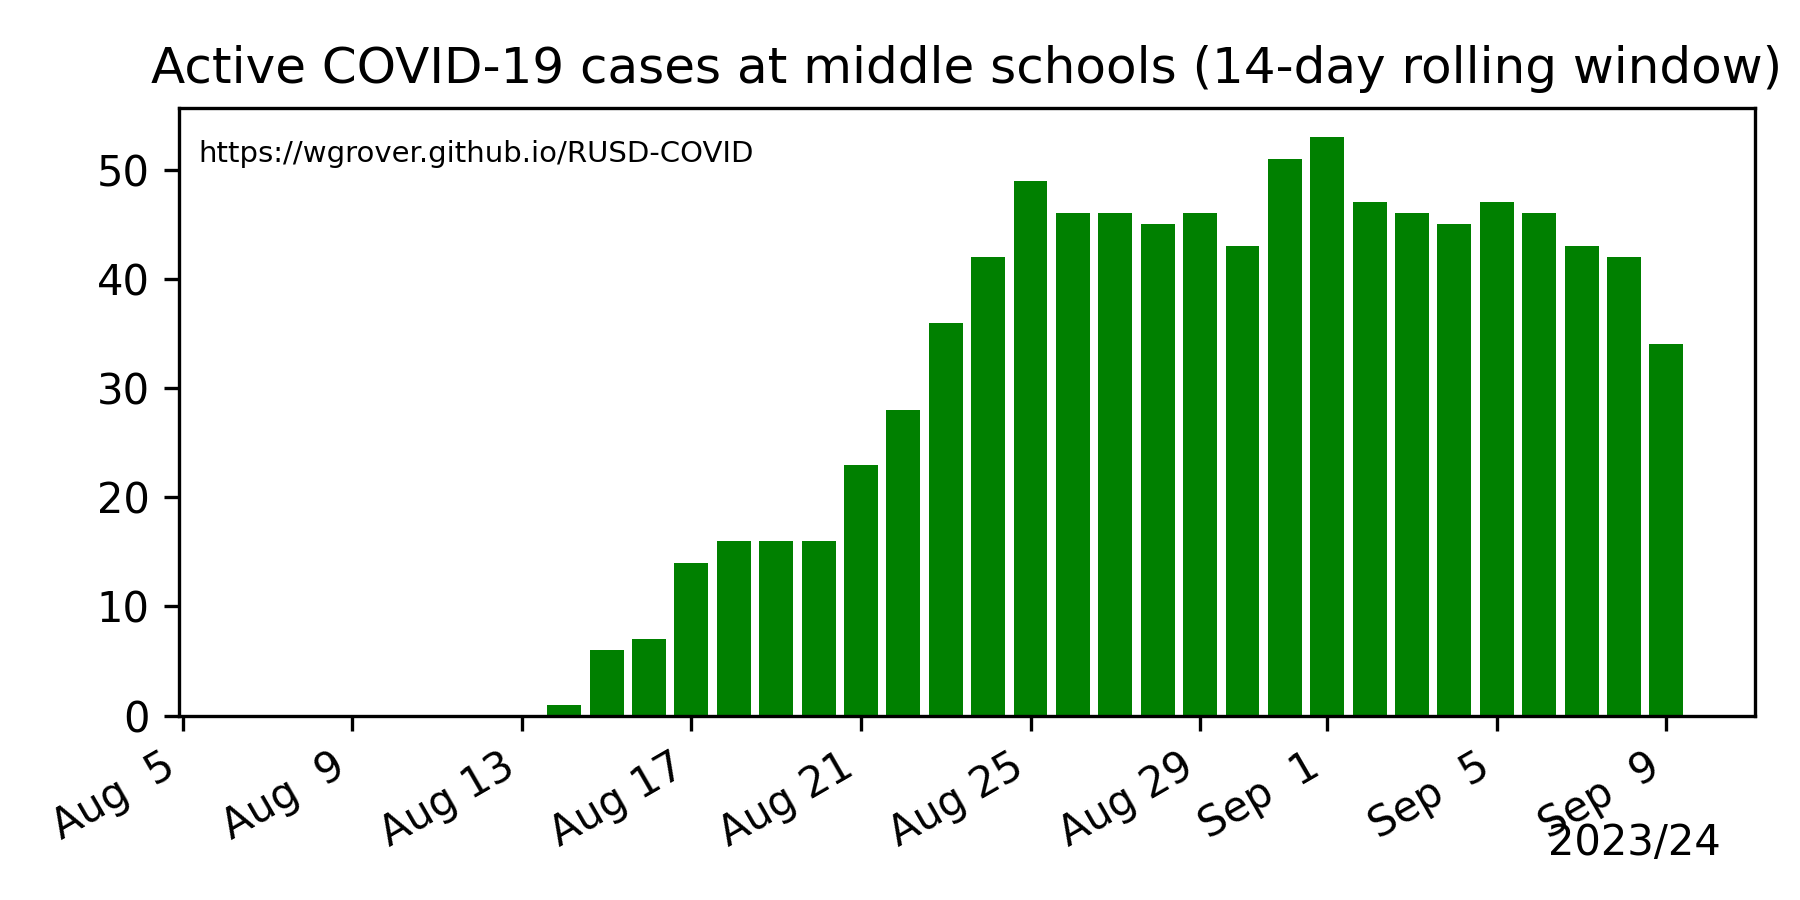 Active COVID-19 cases at middle schools (14-day rolling window)
https://wgrover.github.io/RUSD-COVID
50
40
30
20
10
0
Aug 5
Aug 9
Aug 13
Aug 17
Aug 21
Aug 25
Aug 29
Sep 1
Sep 5
Sep 9
2023/24